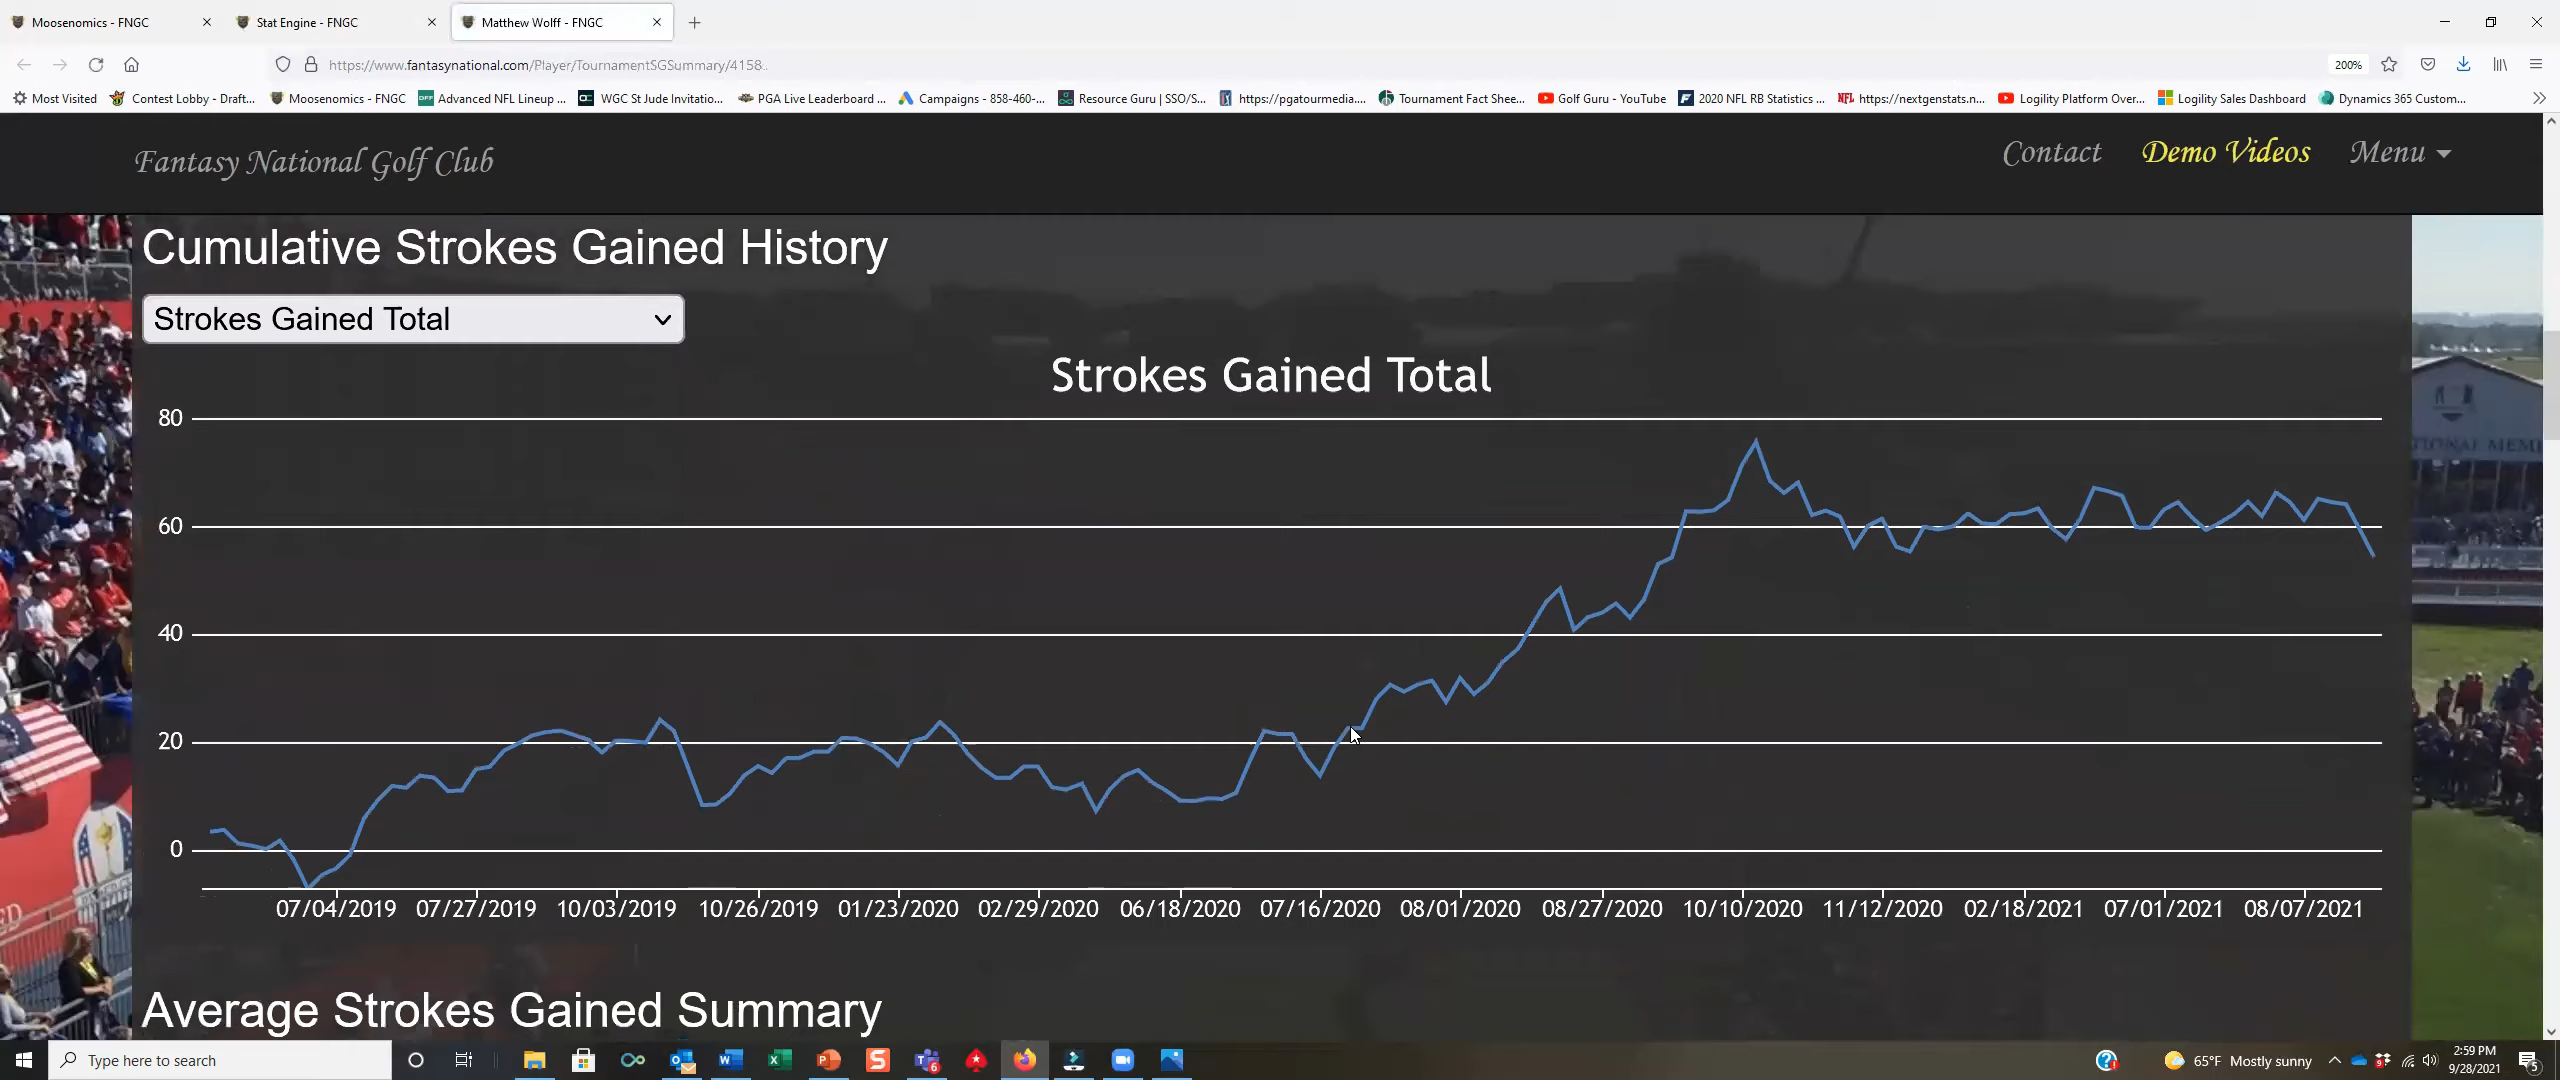 Moosenomics - FNGC
Stat Engine - FNGC
Matthew Wolff - FNGC
https://www.fantasynational.com/Player/TournamentSGSummary/4158..
200%
Most Visited
Contest Lobby - Draft...
Moosenomics - FNGC
Advanced NFL Lineup ...
WGC St Jude Invitatio...
PGA Live Leaderboard ...
Campaigns - 858-460-...
Resource Guru | SSO/S...
https://pgatourmedia....
Tournament Fact Shee...
Golf Guru - YouTube
2020 NFL RB Statistics ...
https://nextgenstats.n...
Logility Platform Over...
Logility Sales Dashboard
Dynamics 365 Custom...
Fantasy National Golf Club
Contact
Demo Videos
Menu
Cumulative Strokes Gained History
Strokes Gained Total
Strokes Gained Total
80
60
40
20
0
07/04/2019 07/27/2019 10/03/2019 10/26/2019 01/23/2020 02/29/2020 06/18/2020 07/16/2020 08/01/2020 08/27/2020 10/10/2020 11/12/2020 02/18/2021 07/01/2021 08/07/2021
Average Strokes Gained Summary
Type here to search
65°F Mostly sunny
2:59 PM
9/28/2021